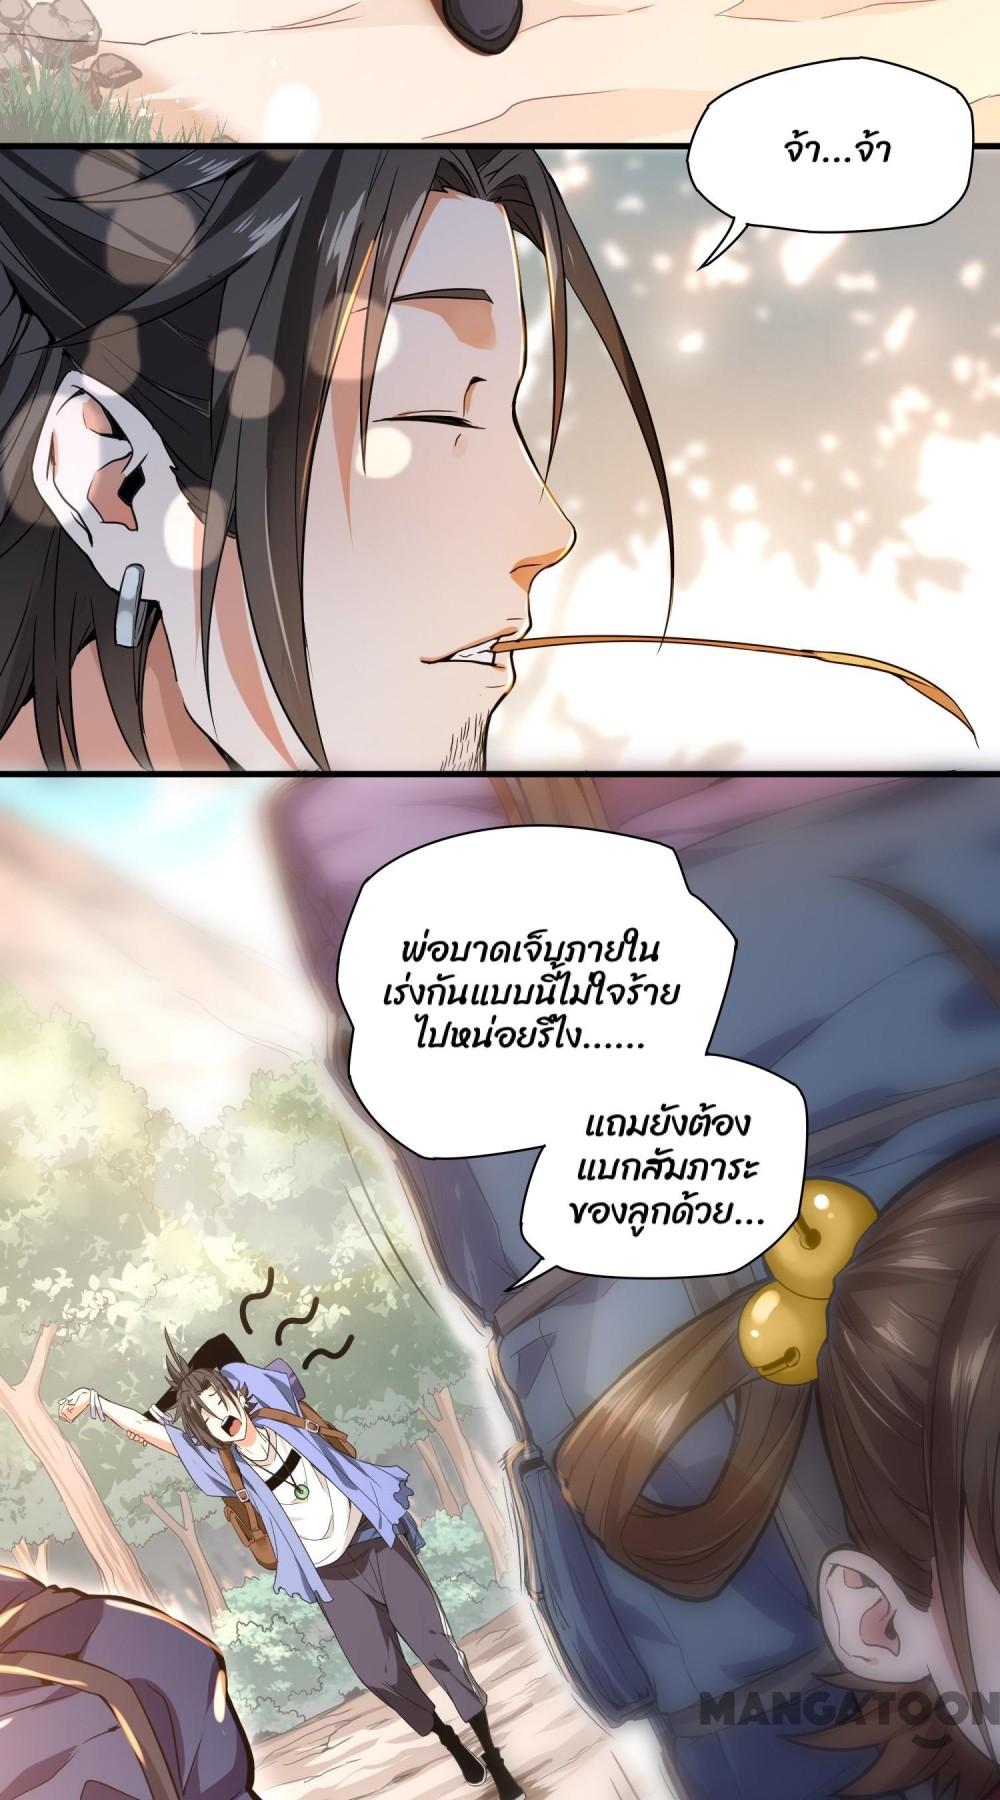 จ้า...จ้า
พ่อบาดเจ็บภายใน
เร่งกันแบบนี้ไม่ใจร้าย
ไปหน่อยรึไง......
แถมยังต้อง
แบกสัมภาระ
ของลูกด้วย...
MANGATOON